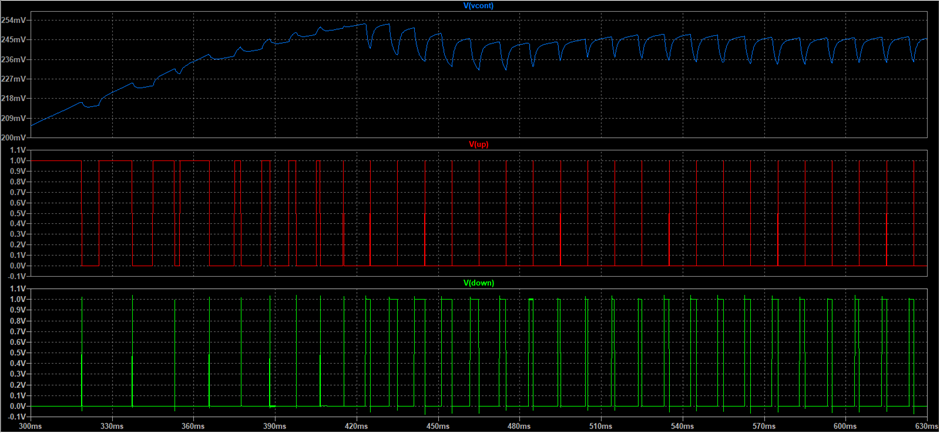 V(vcont)
254mV
245mV
236mV
227mV
218mV
209mV
200mV
V(up)
1.1V
1.0V
0.9V
0.8V
0.7V
0.6V
0.5V
0.4V
0.3V
0.2V
0.1V
0.0V
-0.1V
V(down)
1.1V
1.0V
0.9V
0.8V
0.7V
0.6V
0.5V
0.4V
0.3V
0.2V
0.1V
0.0V
-0.1V
300ms 330ms 360ms 390ms 420ms 450ms 480ms 510ms 540ms 570ms 600ms 630ms